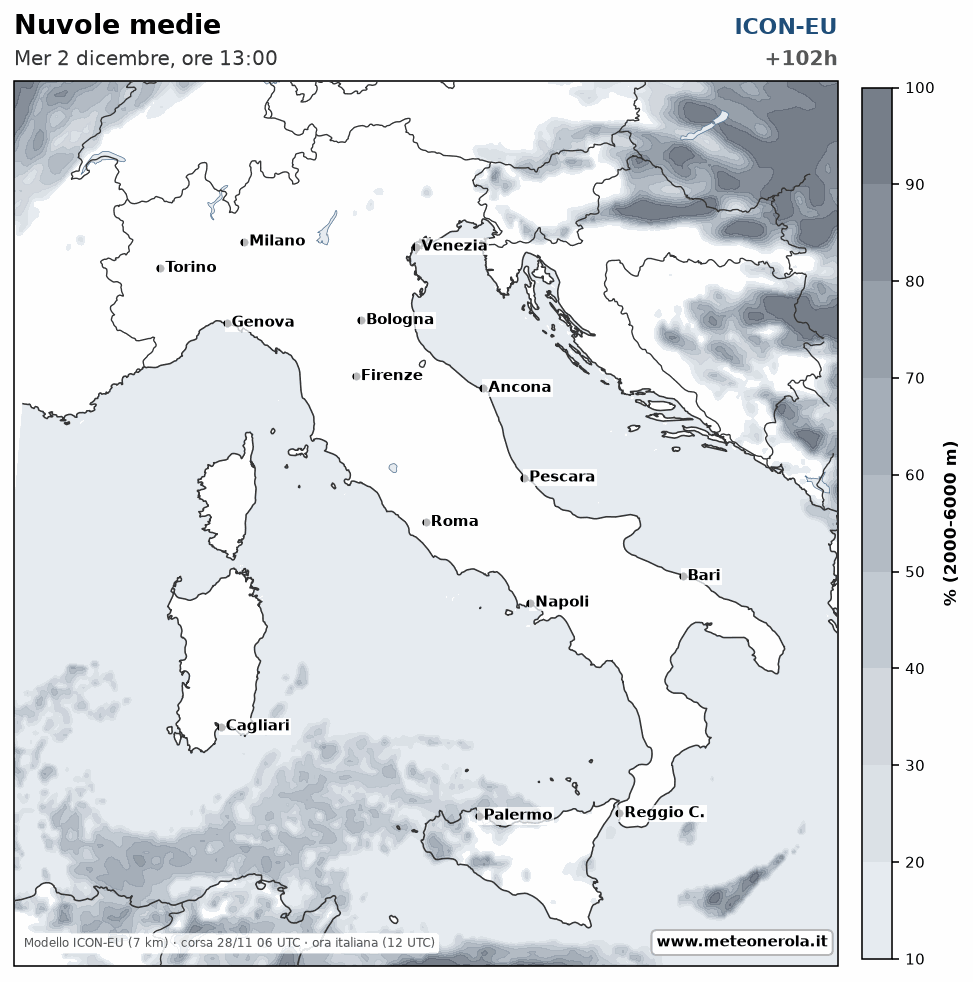 Nuvole medie
ICON-EU
Mer 2 dicembre, ore 13:00
+102h
Milano
Venezia
Torino
Genova
Bologna
Firenze
Ancona
Pescara
Roma
Bari
Napoli
Cagliari
Palermo
Reggio C.
Modello ICON-EU (7 km) · corsa 28/11 06 UTC · ora italiana (12 UTC)
www.meteonerola.it
100
90
80
70
60
50
40
30
20
10
% (2000-6000 m)